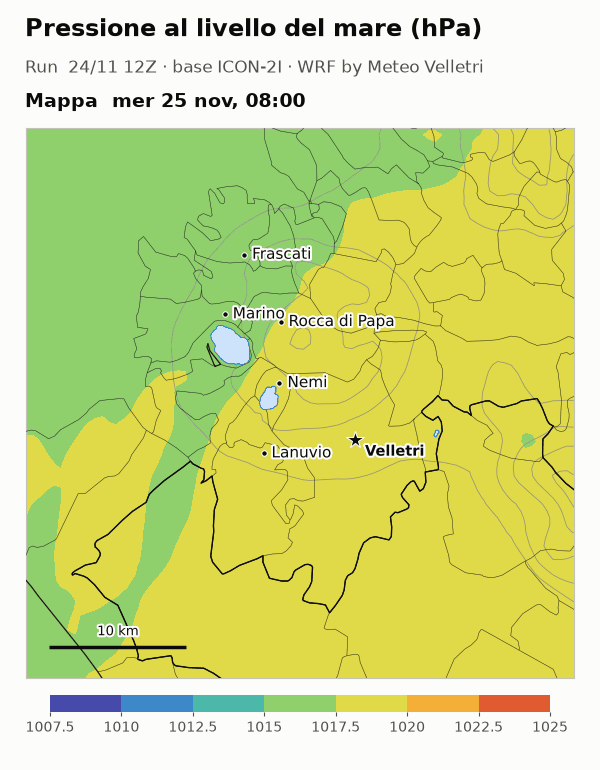 Pressione al livello del mare (hPa)
Run  24/11 12Z · base ICON-2I · WRF by Meteo Velletri
Mappa  mer 25 nov, 08:00
Frascati
Marino
Rocca di Papa
Nemi
Velletri
Lanuvio
10 km
1007.5 1010 1012.5 1015 1017.5 1020 1022.5 1025